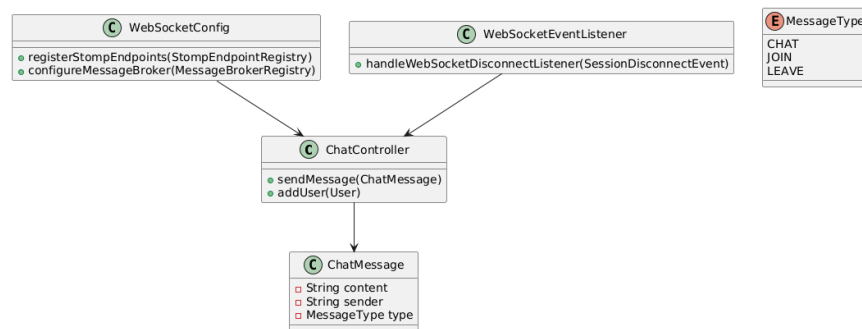 C WebSocketConfig
registerStompEndpoints(StompEndpointRegistry)
configureMessageBroker(MessageBrokerRegistry)
C WebSocketEventListener
handleWebSocketDisconnectListener(SessionDisconnectEvent)
E MessageType
CHAT
JOIN
LEAVE
C ChatController
sendMessage(ChatMessage)
addUser(User)
C ChatMessage
String content
String sender
MessageType type